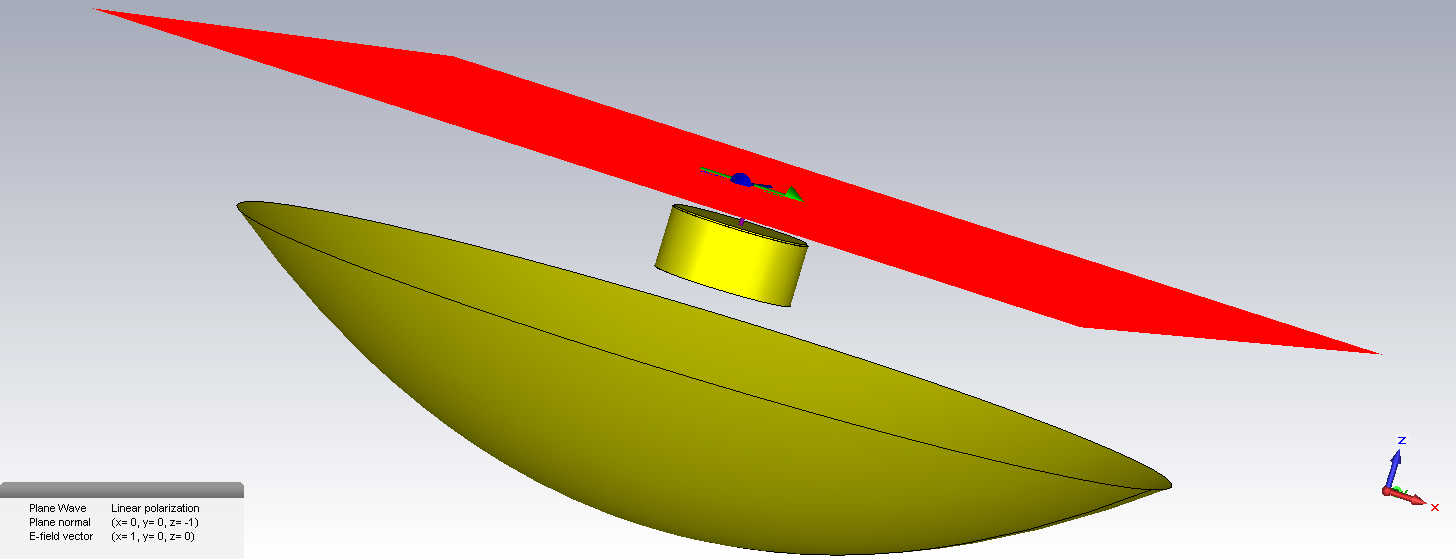 z
x
Plane Wave Linear polarization
Plane normal (x= 0, y= 0, z= -1)
E-field vector (x= 1, y= 0, z= 0)